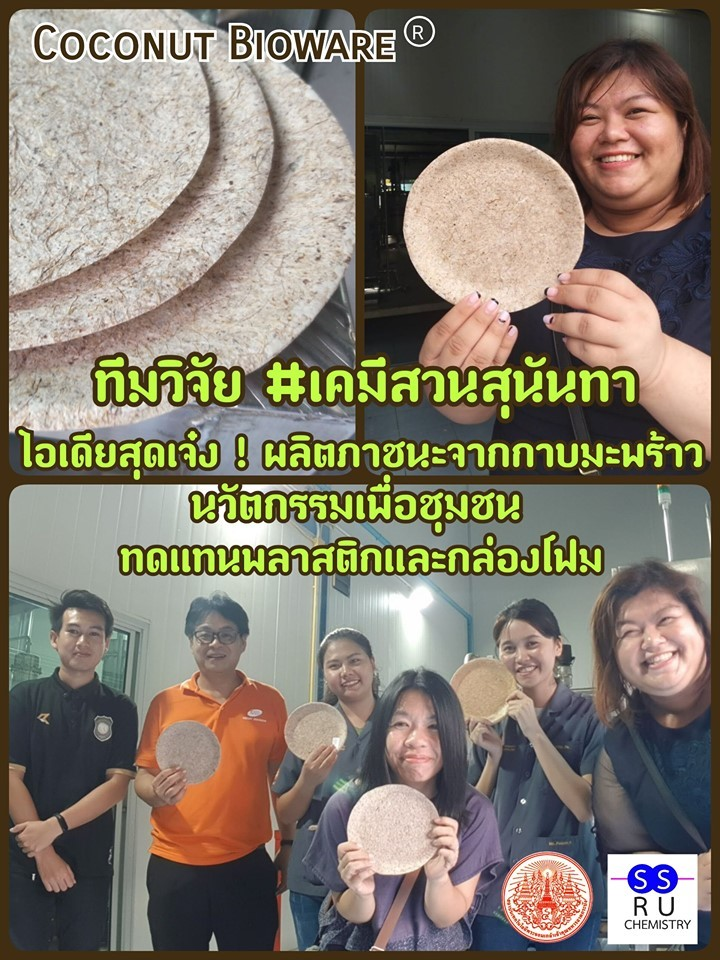 COCONUT BIOWARE®
ทีมวิจัย #เคมีสวนสุนันทา
ไอเดียสุดเจ๋ง ! ผลิตภาชนะจากกาบมะพร้าว
นวัตกรรมเพื่อชุมชน
ทดแทนพลาสติกและกล่องโฟม
SS
RU
CHEMISTRY